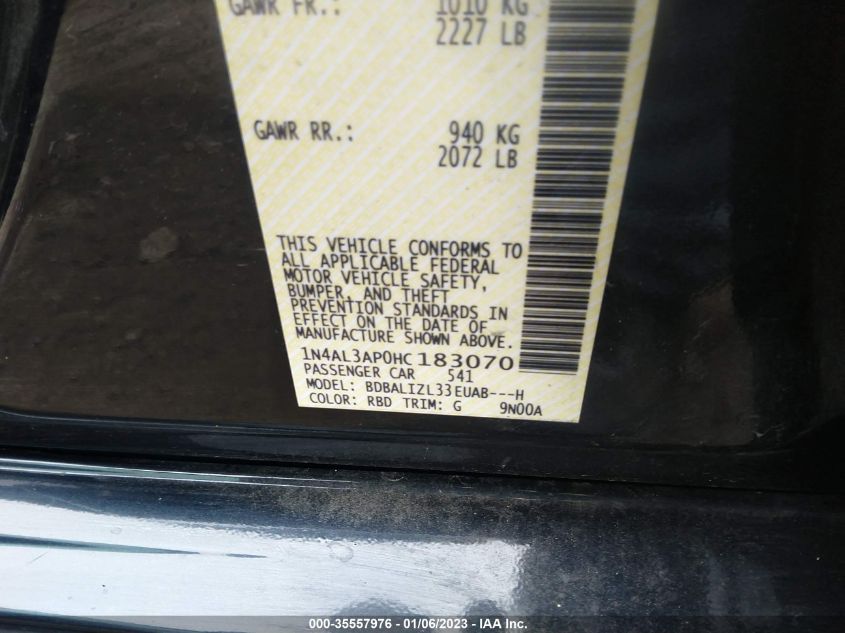 GAWR FR.: 1010 KG
2227 LB
GAWR RR.: 940 KG
2072 LB
THIS VEHICLE CONFORMS TO
ALL APPLICABLE FEDERAL
MOTOR VEHICLE SAFETY,
BUMPER, AND THEFT
PREVENTION STANDARDS IN
EFFECT ON THE DATE OF
MANUFACTURE SHOWN ABOVE.
1N4AL3AP0HC183070
PASSENGER CAR 541
MODEL: BDBALIZL33EUAB---H
COLOR: RBD TRIM: G 9N00A
000-35557976 - 01/06/2023 - IAA Inc.